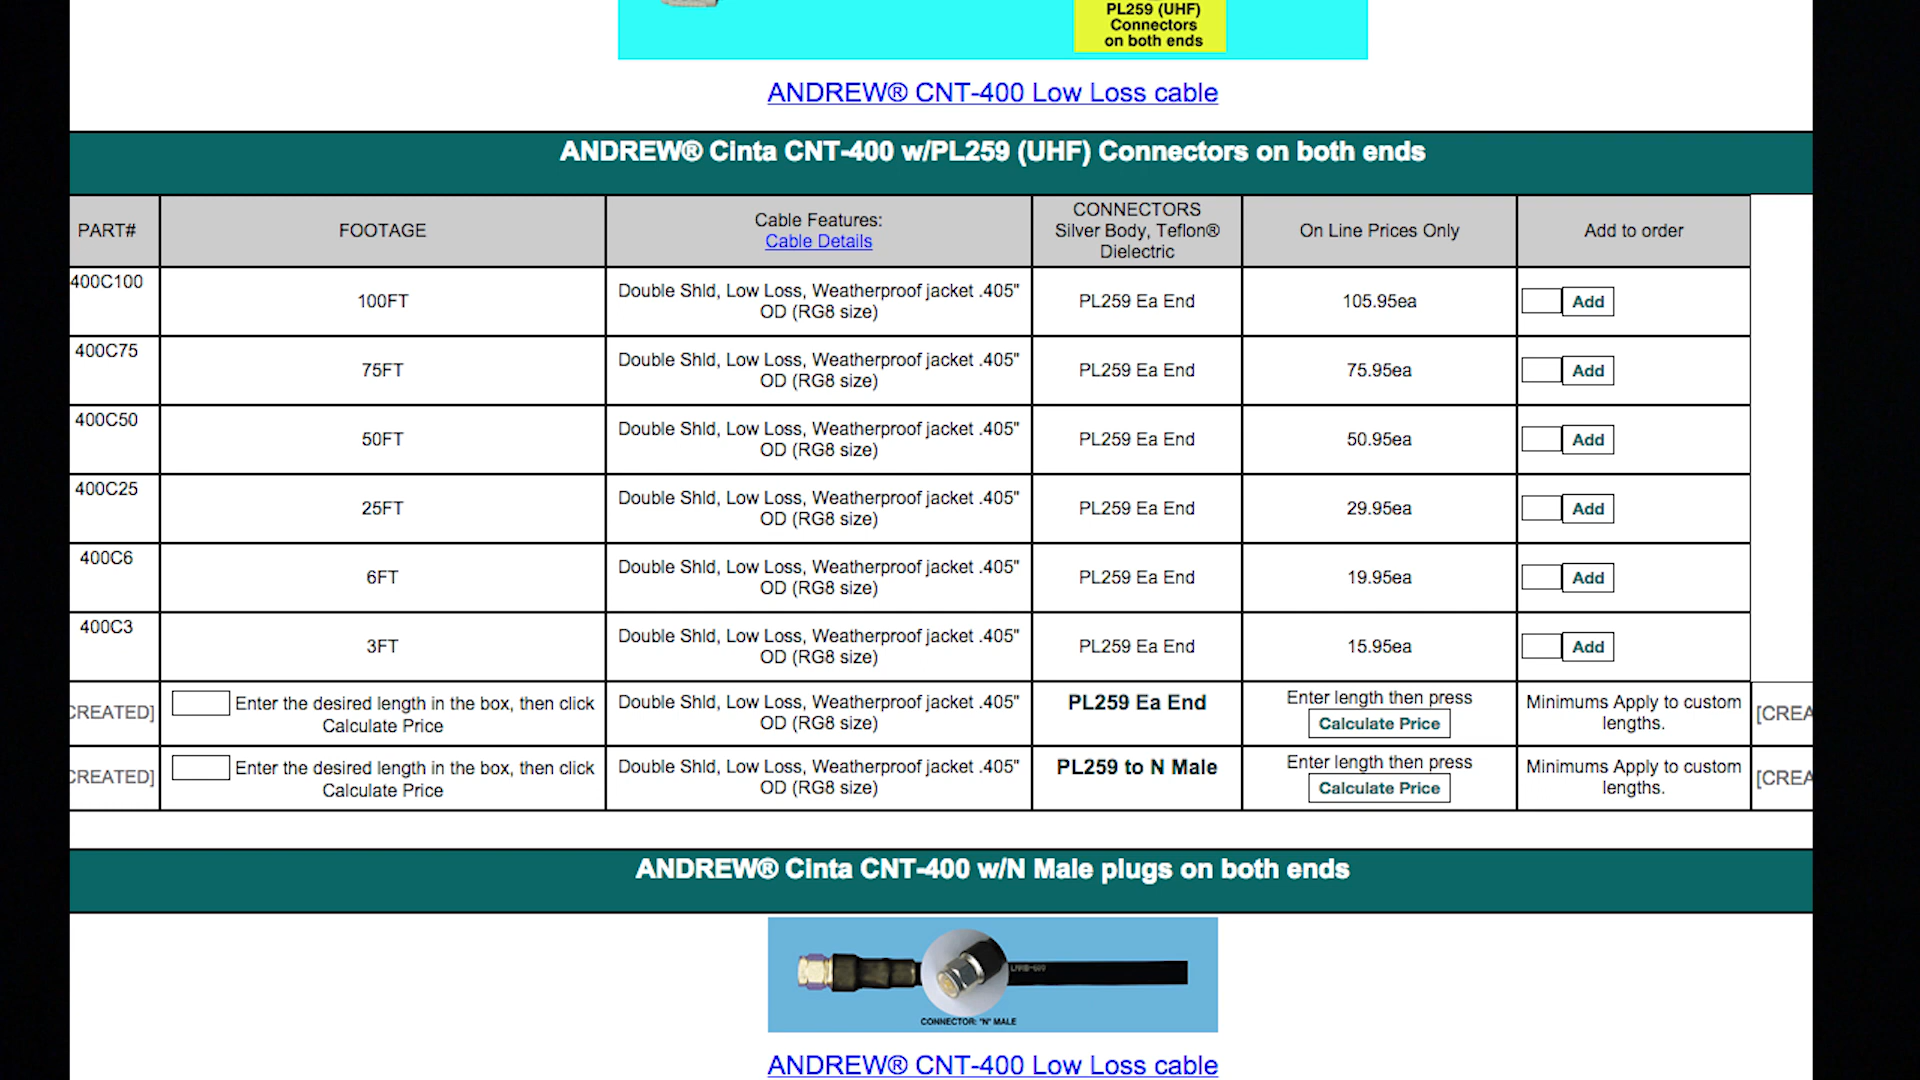 PL259 (UHF)
Connectors
on both ends
ANDREW® CNT-400 Low Loss cable
ANDREW® Cinta CNT-400 w/PL259 (UHF) Connectors on both ends
PART#
FOOTAGE
Cable Features:
Cable Details
CONNECTORS
Silver Body, Teflon®
Dielectric
On Line Prices Only
Add to order
400C100
100FT
Double Shld, Low Loss, Weatherproof jacket .405"
OD (RG8 size)
PL259 Ea End
105.95ea
Add
400C75
75FT
Double Shld, Low Loss, Weatherproof jacket .405"
OD (RG8 size)
PL259 Ea End
75.95ea
Add
400C50
50FT
Double Shld, Low Loss, Weatherproof jacket .405"
OD (RG8 size)
PL259 Ea End
50.95ea
Add
400C25
25FT
Double Shld, Low Loss, Weatherproof jacket .405"
OD (RG8 size)
PL259 Ea End
29.95ea
Add
400C6
6FT
Double Shld, Low Loss, Weatherproof jacket .405"
OD (RG8 size)
PL259 Ea End
19.95ea
Add
400C3
3FT
Double Shld, Low Loss, Weatherproof jacket .405"
OD (RG8 size)
PL259 Ea End
15.95ea
Add
CREATED]
Enter the desired length in the box, then click
Calculate Price
Double Shld, Low Loss, Weatherproof jacket .405"
OD (RG8 size)
PL259 Ea End
Enter length then press
Calculate Price
Minimums Apply to custom
lengths.
[CREA
CREATED]
Enter the desired length in the box, then click
Calculate Price
Double Shld, Low Loss, Weatherproof jacket .405"
OD (RG8 size)
PL259 to N Male
Enter length then press
Calculate Price
Minimums Apply to custom
lengths.
[CREA
ANDREW® Cinta CNT-400 w/N Male plugs on both ends
CONNECTOR: "N" MALE
ANDREW® CNT-400 Low Loss cable